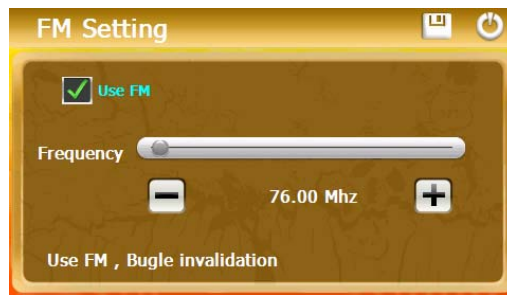 FM Setting
Use FM
Frequency
76.00 Mhz
Use FM , Bugle invalidation